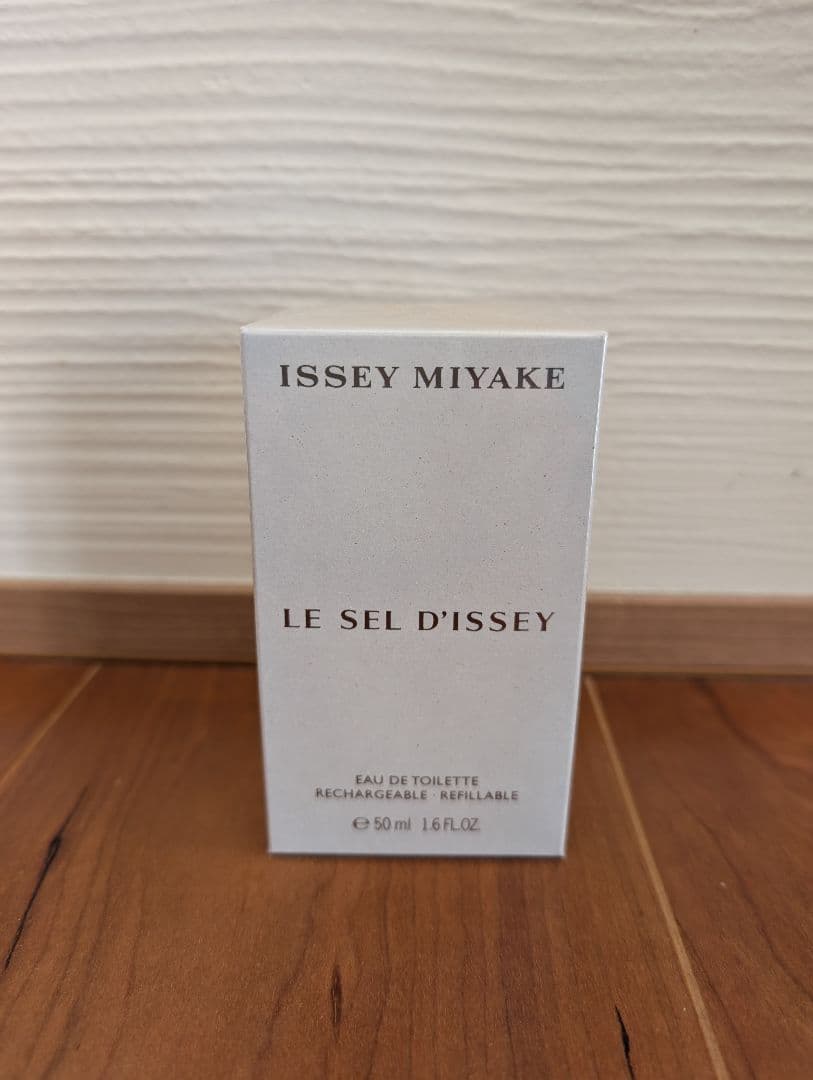 ISSEY MIYAKE
LE SEL D'ISSEY
EAU DE TOILETTE
RECHARGEABLE · REFILLABLE
℮ 50 ml 1.6 FL.OZ.